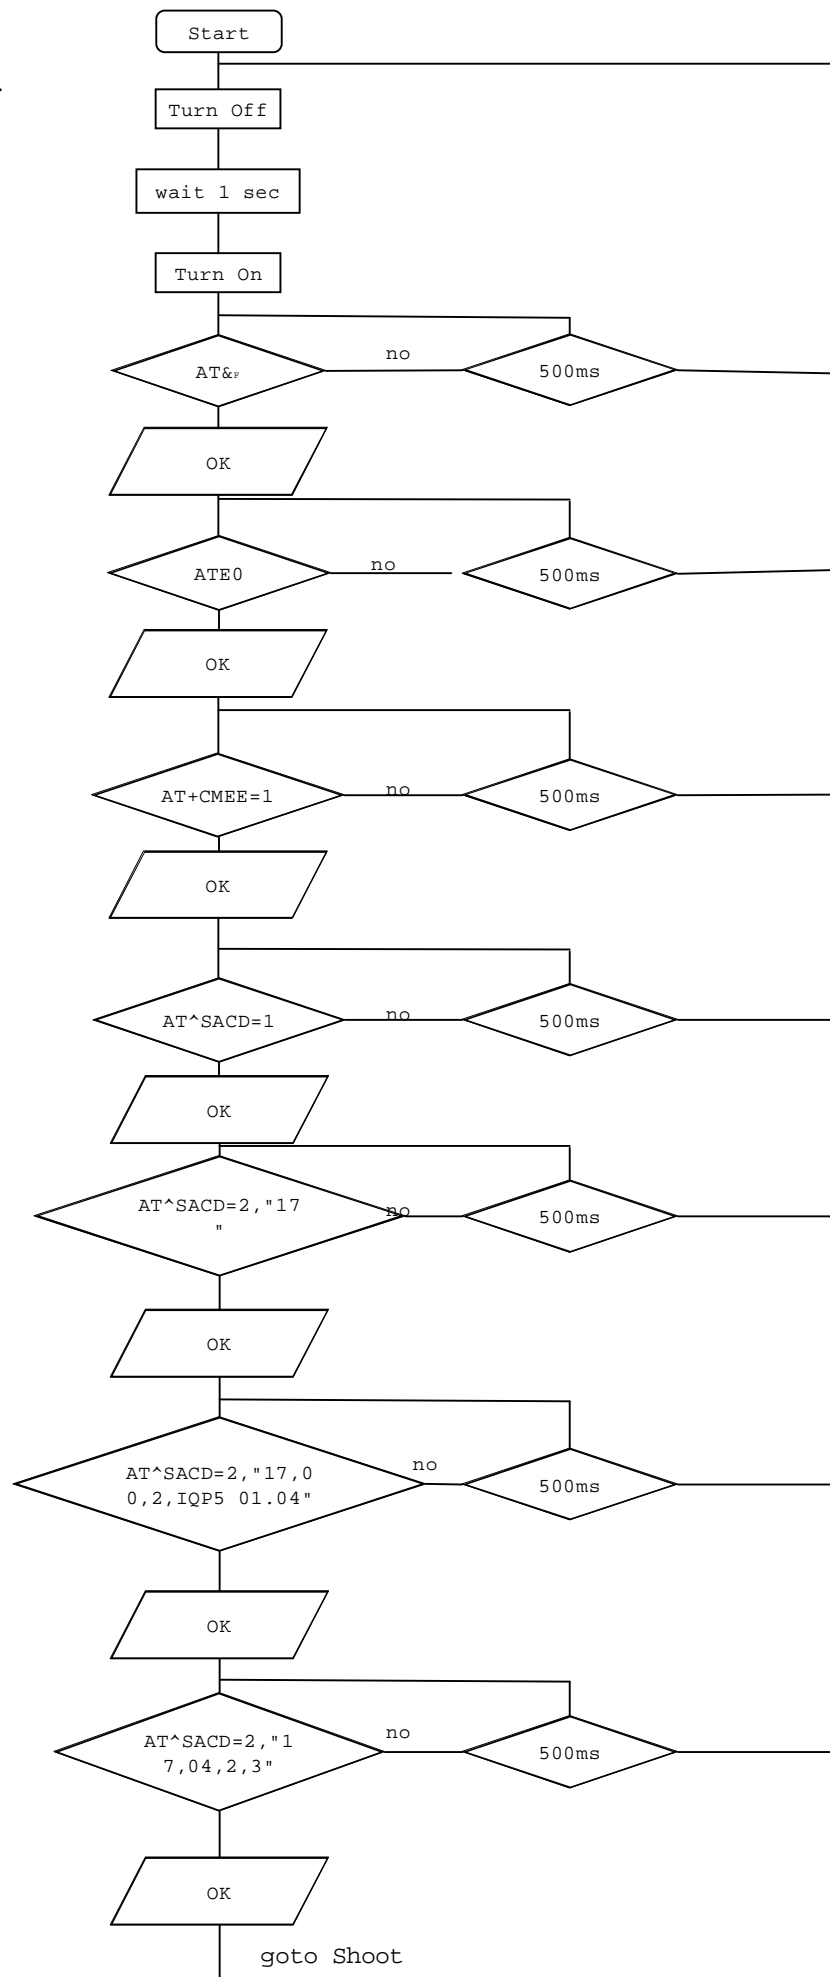 Start
Turn Off
wait 1 sec
Turn On
AT&F
no
500ms
OK
ATE0
no
500ms
OK
AT+CMEE=1
no
500ms
OK
AT^SACD=1
no
500ms
OK
AT^SACD=2,"17
"
no
500ms
OK
AT^SACD=2,"17,0
0,2,IQP5 01.04"
no
500ms
OK
AT^SACD=2,"1
7,04,2,3"
no
500ms
OK
goto Shoot